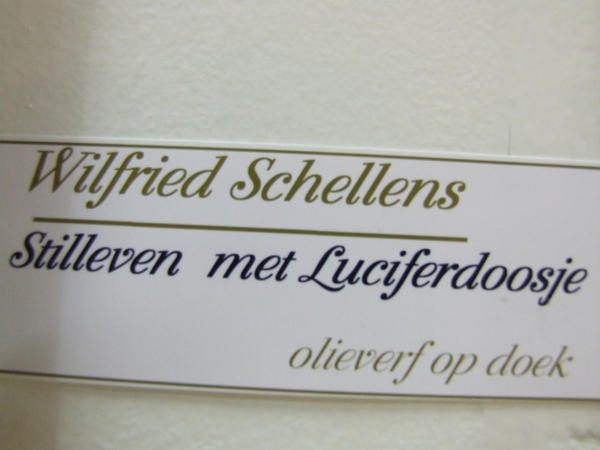 Wilfried Schellens
Stilleven met Luciferdoosje
olieverf op doek